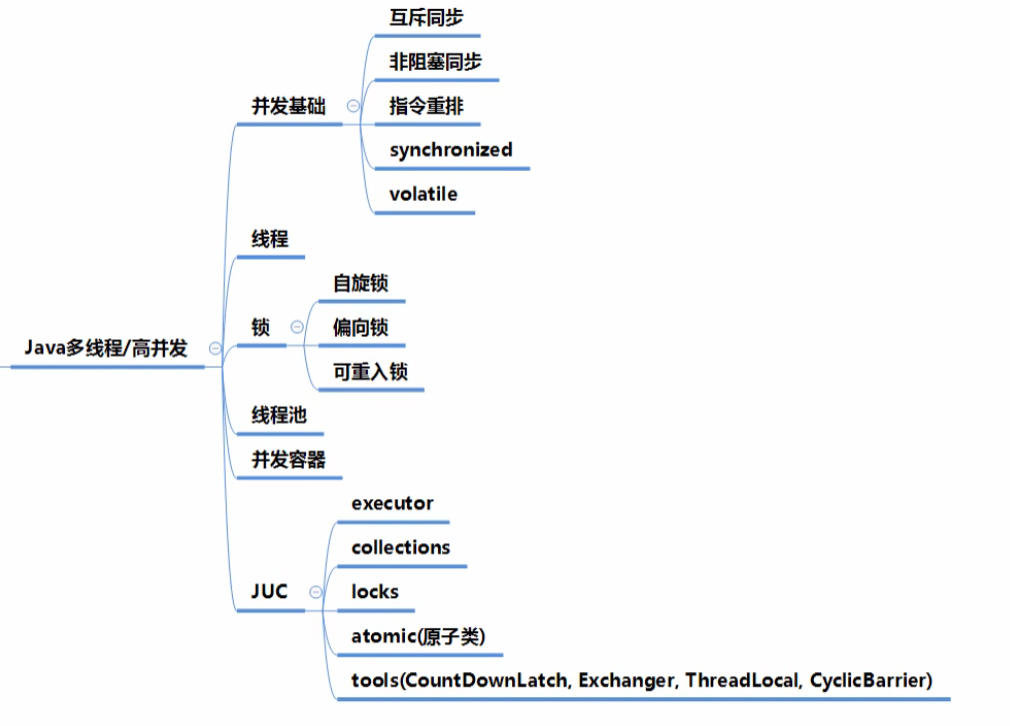 Java多线程/高并发
并发基础
互斥同步
非阻塞同步
指令重排
synchronized
volatile
线程
锁
自旋锁
偏向锁
可重入锁
线程池
并发容器
JUC
executor
collections
locks
atomic(原子类)
tools(CountDownLatch, Exchanger, ThreadLocal, CyclicBarrier)